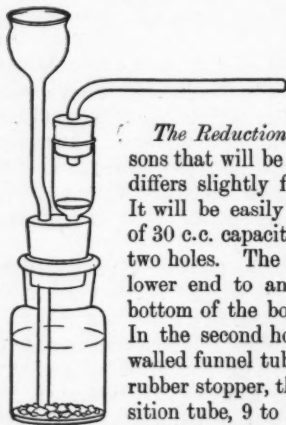 The Reduction
sons that will be
differs slightly f
It will be easily
of 30 c.c. capacit
two holes. The
lower end to an
bottom of the bo
In the second ho
walled funnel tub
rubber stopper, th
sition tube, 9 to